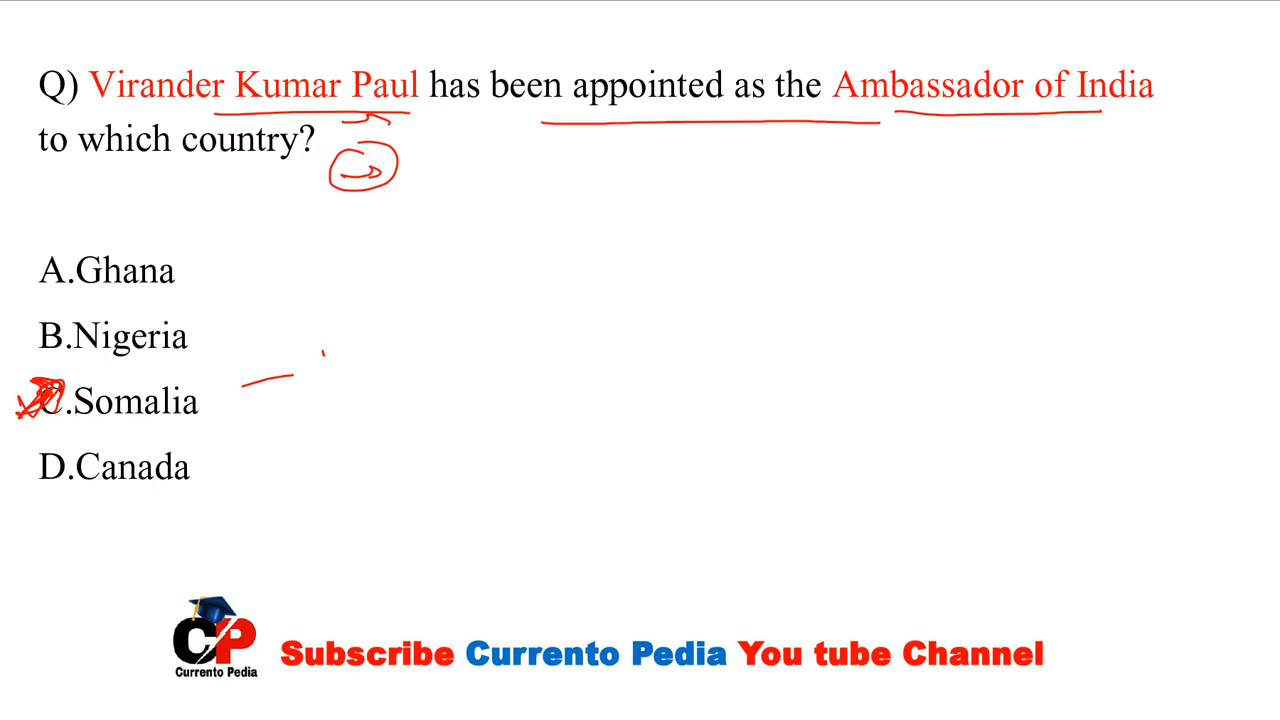 Q) Virander Kumar Paul has been appointed as the Ambassador of India
to which country?
A.Ghana
B.Nigeria
C.Somalia
D.Canada
CP
Currento Pedia
Subscribe Currento Pedia You tube Channel